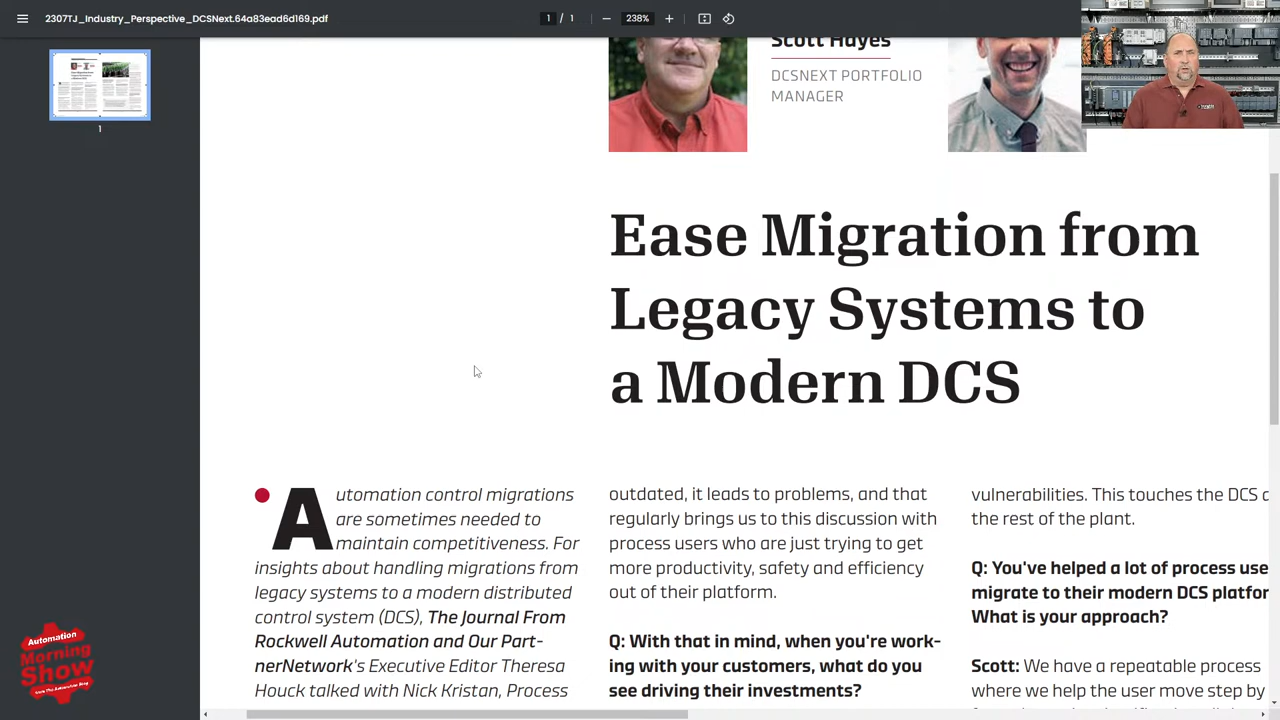 2307TJ_Industry_Perspective_DCSNext.64a83ead6d169.pdf
1 / 1
238%
1
Scott Hayes
DCSNEXT PORTFOLIO
MANAGER
Ease Migration from
Legacy Systems to
a Modern DCS
Automation control migrations
are sometimes needed to
maintain competitiveness. For
insights about handling migrations from
legacy systems to a modern distributed
control system (DCS), The Journal From
Rockwell Automation and Our Part-
nerNetwork's Executive Editor Theresa
Houck talked with Nick Kristan, Process
outdated, it leads to problems, and that
regularly brings us to this discussion with
process users who are just trying to get
more productivity, safety and efficiency
out of their platform.
Q: With that in mind, when you're work-
ing with your customers, what do you
see driving their investments?
vulnerabilities. This touches the DCS a
the rest of the plant.
Q: You've helped a lot of process use
migrate to their modern DCS platfor
What is your approach?
Scott: We have a repeatable process
where we help the user move step by
Automation
Morning
Show
from The Automation Blog